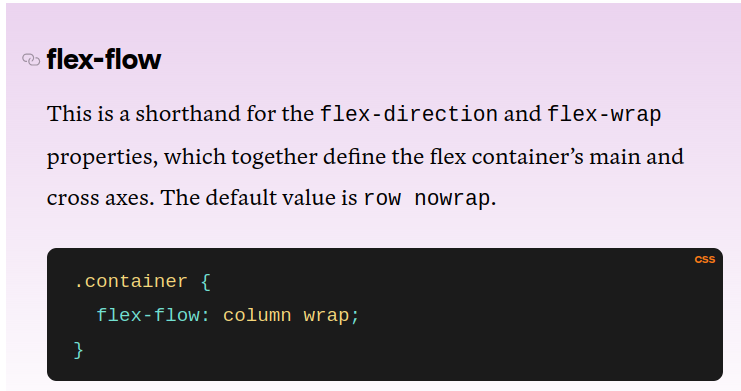 flex-flow
This is a shorthand for the flex-direction and flex-wrap
properties, which together define the flex container’s main and
cross axes. The default value is row nowrap.
css
.container {
  flex-flow: column wrap;
}